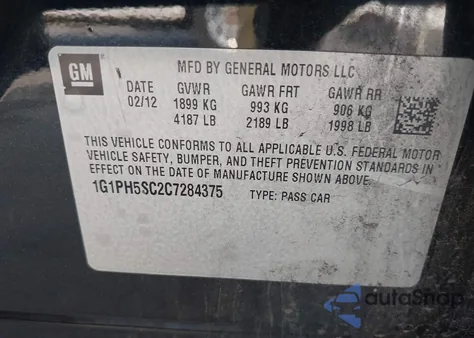 GM
MFD BY GENERAL MOTORS LLC
DATE GVWR GAWR FRT GAWR RR
02/12 1899 KG 993 KG 906 KG
4187 LB 2189 LB 1998 LB
THIS VEHICLE CONFORMS TO ALL APPLICABLE U.S. FEDERAL MOTOR
VEHICLE SAFETY, BUMPER, AND THEFT PREVENTION STANDARDS IN
EFFECT ON THE DATE OF MANUFACTURE SHOWN ABOVE.
1G1PH5SC2C7284375 TYPE: PASS CAR
autoSnap